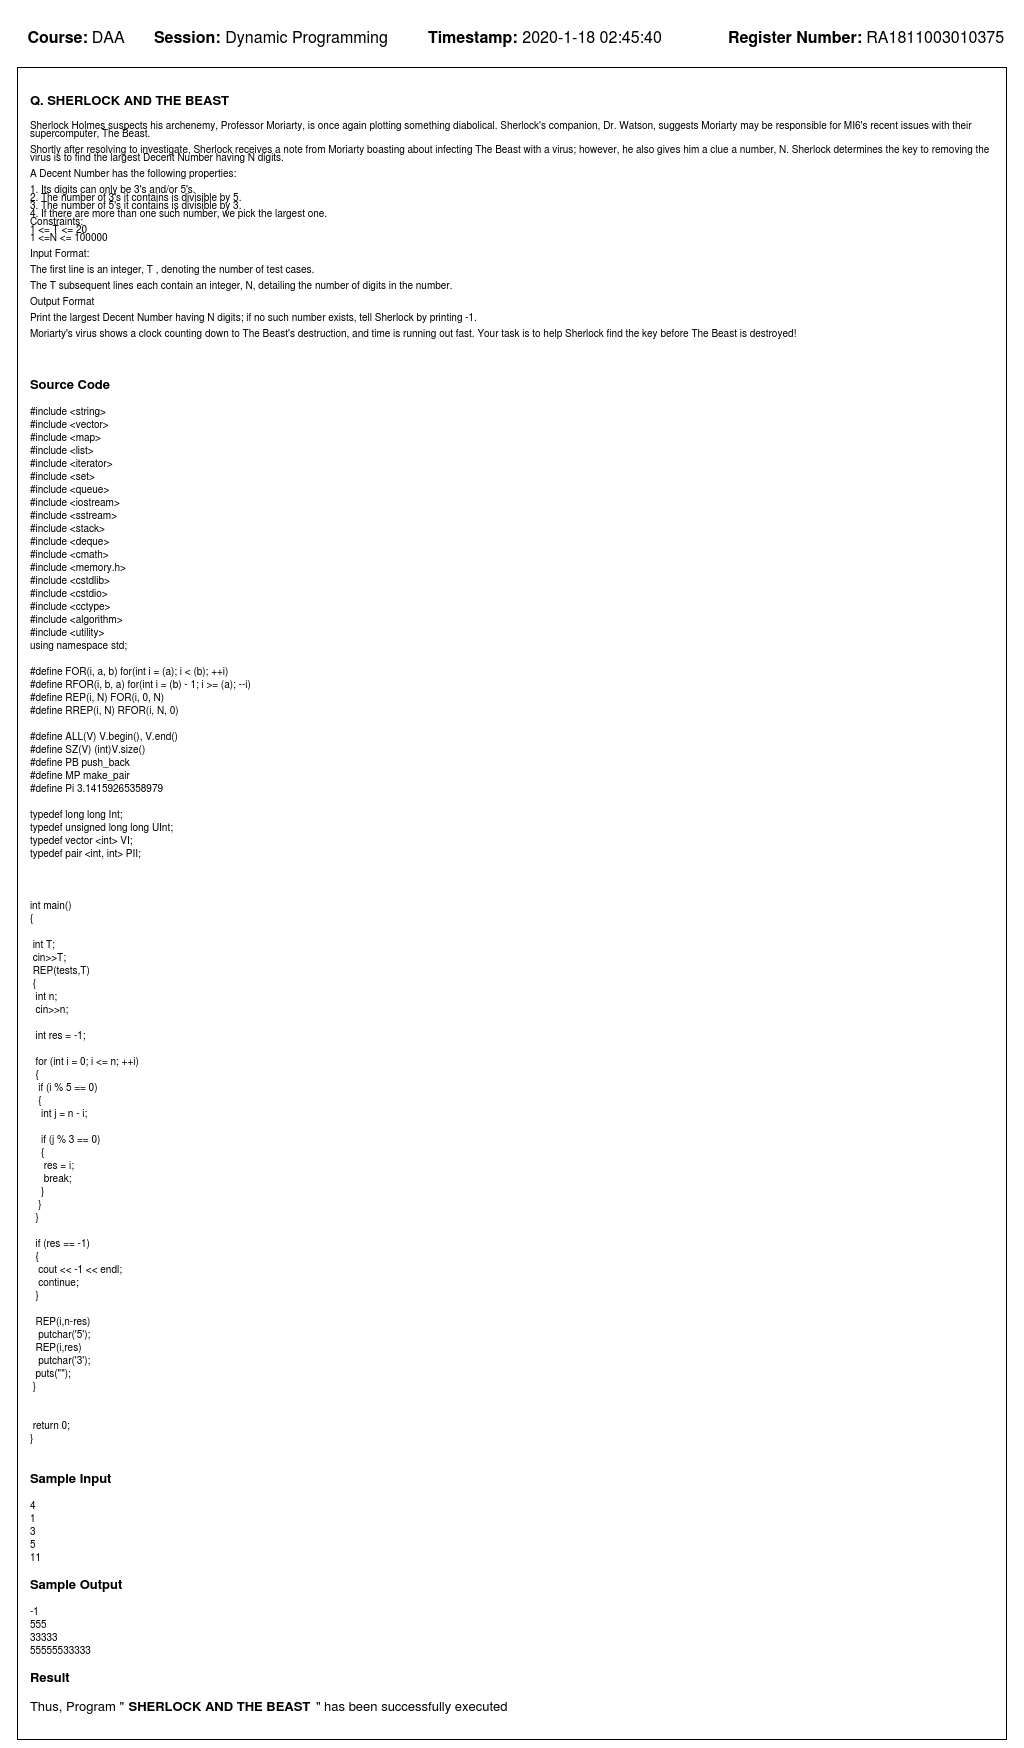 Course: DAA Session: Dynamic Programming Timestamp: 2020-1-18 02:45:40 Register Number: RA1811003010375
Q. SHERLOCK AND THE BEAST
Sherlock Holmes suspects his archenemy, Professor Moriarty, is once again plotting something diabolical. Sherlock's companion, Dr. Watson, suggests Moriarty may be responsible for MI6's recent issues with their
supercomputer, The Beast.
Shortly after resolving to investigate, Sherlock receives a note from Moriarty boasting about infecting The Beast with a virus; however, he also gives him a clue a number, N. Sherlock determines the key to removing the
virus is to find the largest Decent Number having N digits.
A Decent Number has the following properties:
1. Its digits can only be 3's and/or 5's.
2. The number of 3's it contains is divisible by 5.
3. The number of 5's it contains is divisible by 3.
4. If there are more than one such number, we pick the largest one.
Constraints:
1 <= T <= 20
1 <=N <= 100000
Input Format:
The first line is an integer, T , denoting the number of test cases.
The T subsequent lines each contain an integer, N, detailing the number of digits in the number.
Output Format
Print the largest Decent Number having N digits; if no such number exists, tell Sherlock by printing -1.
Moriarty's virus shows a clock counting down to The Beast's destruction, and time is running out fast. Your task is to help Sherlock find the key before The Beast is destroyed!
Source Code
#include <string>
#include <vector>
#include <map>
#include <list>
#include <iterator>
#include <set>
#include <queue>
#include <iostream>
#include <sstream>
#include <stack>
#include <deque>
#include <cmath>
#include <memory.h>
#include <cstdlib>
#include <cstdio>
#include <cctype>
#include <algorithm>
#include <utility>
using namespace std;
#define FOR(i, a, b) for(int i = (a); i < (b); ++i)
#define RFOR(i, b, a) for(int i = (b) - 1; i >= (a); --i)
#define REP(i, N) FOR(i, 0, N)
#define RREP(i, N) RFOR(i, N, 0)
#define ALL(V) V.begin(), V.end()
#define SZ(V) (int)V.size()
#define PB push_back
#define MP make_pair
#define Pi 3.14159265358979
typedef long long Int;
typedef unsigned long long UInt;
typedef vector <int> VI;
typedef pair <int, int> PII;
int main()
{
int T;
cin>>T;
REP(tests,T)
{
int n;
cin>>n;
int res = -1;
for (int i = 0; i <= n; ++i)
{
if (i % 5 == 0)
{
int j = n - i;
if (j % 3 == 0)
{
res = i;
break;
}
}
}
if (res == -1)
{
cout << -1 << endl;
continue;
}
REP(i,n-res)
putchar('5');
REP(i,res)
putchar('3');
puts("");
}
return 0;
}
Sample Input
4
1
3
5
11
Sample Output
-1
555
33333
55555533333
Result
Thus, Program " SHERLOCK AND THE BEAST " has been successfully executed